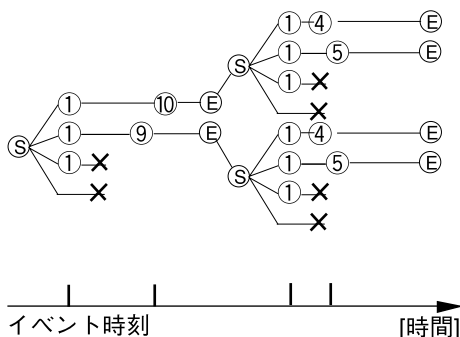 ① ④ Ⓔ
Ⓢ ① ⑤ Ⓔ
①
① ⑩ Ⓔ
Ⓢ ① ⑨ Ⓔ
①
① ④ Ⓔ
Ⓢ ① ⑤ Ⓔ
①
イベント時刻
[時間]